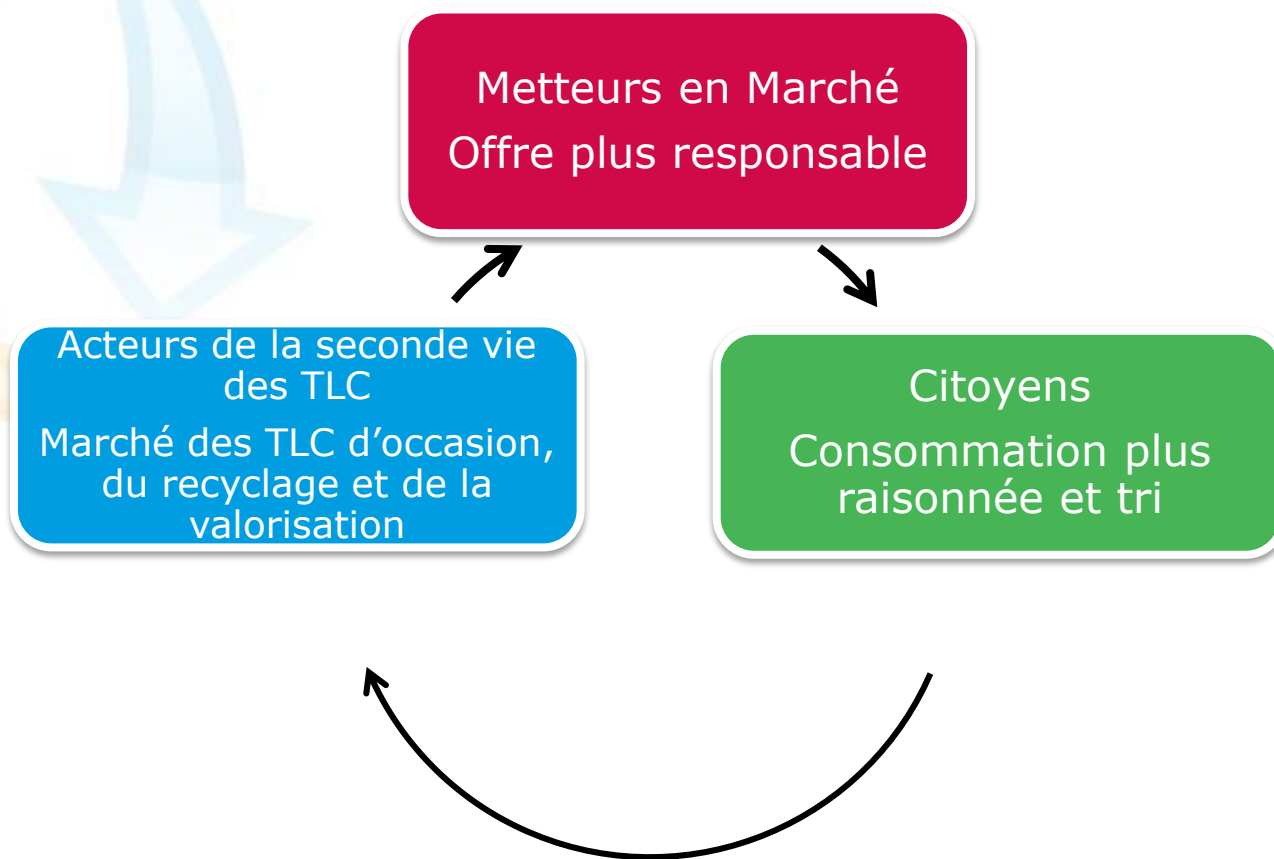 Metteurs en Marché
Offre plus responsable
Acteurs de la seconde vie
des TLC
Marché des TLC d’occasion,
du recyclage et de la
valorisation
Citoyens
Consommation plus
raisonnée et tri